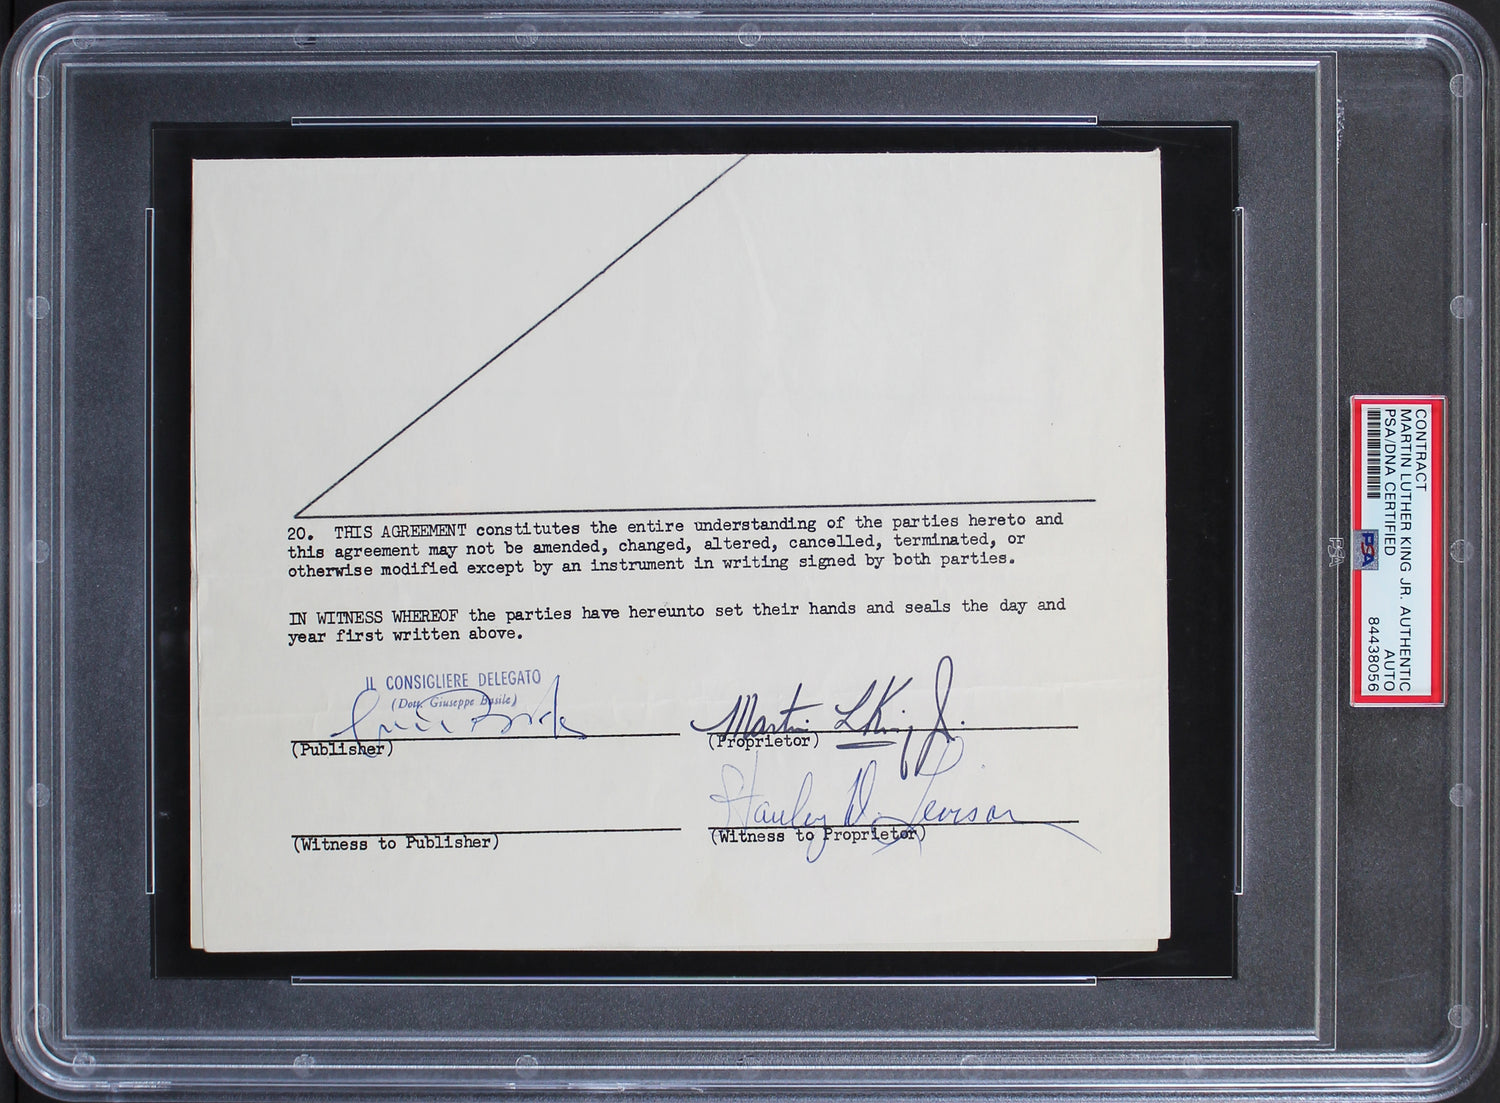 20. THIS AGREEMENT constitutes the entire understanding of the parties hereto and
this agreement may not be amended, changed, altered, cancelled, terminated, or
otherwise modified except by an instrument in writing signed by both parties.
IN WITNESS WHEREOF the parties have hereunto set their hands and seals the day and
year first written above.
IL CONSIGLIERE DELEGATO
(Dott. Giuseppe Basile)
(Publisher)
Martin L King Jr.
(Proprietor)
Stanley D. Levison
(Witness to Publisher)
(Witness to Proprietor)
CONTRACT
MARTIN LUTHER KING JR. AUTHENTIC
PSA/DNA CERTIFIED AUTO
84438056
PSA
PSA